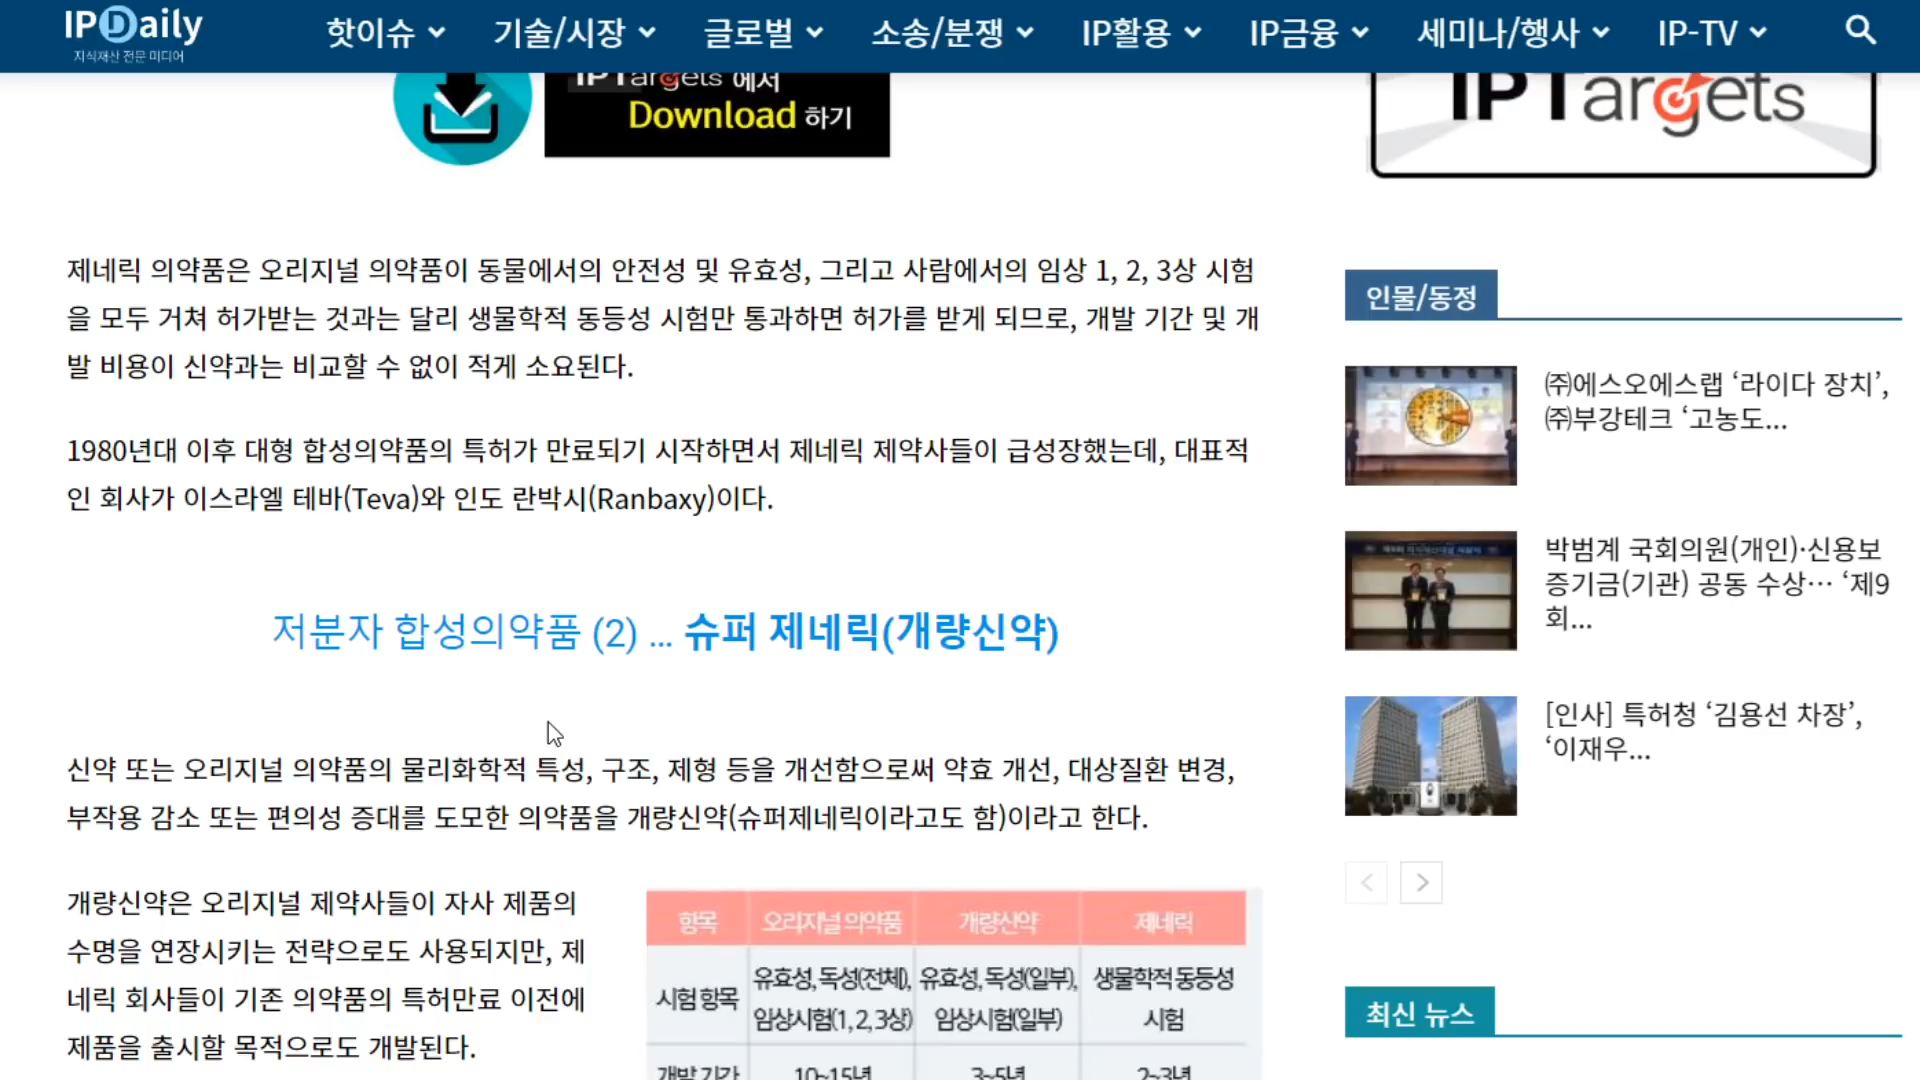 IPDaily
지식재산 전문 미디어
핫이슈 기술/시장 글로벌 소송/분쟁 IP활용 IP금융 세미나/행사 IP-TV
IPTargets 에서
Download 하기
IPTargets
제네릭 의약품은 오리지널 의약품이 동물에서의 안전성 및 유효성, 그리고 사람에서의 임상 1, 2, 3상 시험
을 모두 거쳐 허가받는 것과는 달리 생물학적 동등성 시험만 통과하면 허가를 받게 되므로, 개발 기간 및 개
발 비용이 신약과는 비교할 수 없이 적게 소요된다.
1980년대 이후 대형 합성의약품의 특허가 만료되기 시작하면서 제네릭 제약사들이 급성장했는데, 대표적
인 회사가 이스라엘 테바(Teva)와 인도 란박시(Ranbaxy)이다.
저분자 합성의약품 (2) ... 슈퍼 제네릭(개량신약)
신약 또는 오리지널 의약품의 물리화학적 특성, 구조, 제형 등을 개선함으로써 약효 개선, 대상질환 변경,
부작용 감소 또는 편의성 증대를 도모한 의약품을 개량신약(슈퍼제네릭이라고도 함)이라고 한다.
개량신약은 오리지널 제약사들이 자사 제품의
수명을 연장시키는 전략으로도 사용되지만, 제
네릭 회사들이 기존 의약품의 특허만료 이전에
제품을 출시할 목적으로도 개발된다.
항목 오리지널 의약품 개량신약 제네릭
시험 항목 유효성, 독성(전체), 임상시험(1, 2, 3상) 유효성, 독성(일부), 임상시험(일부) 생물학적 동등성 시험
개발 기간 10~15년 3~5년 2~3년
인물/동정
㈜에스오에스랩 ‘라이다 장치’,
㈜부강테크 ‘고농도...
박범계 국회의원(개인)·신용보
증기금(기관) 공동 수상… ‘제9
회...
[인사] 특허청 ‘김용선 차장’,
‘이재우...
최신 뉴스